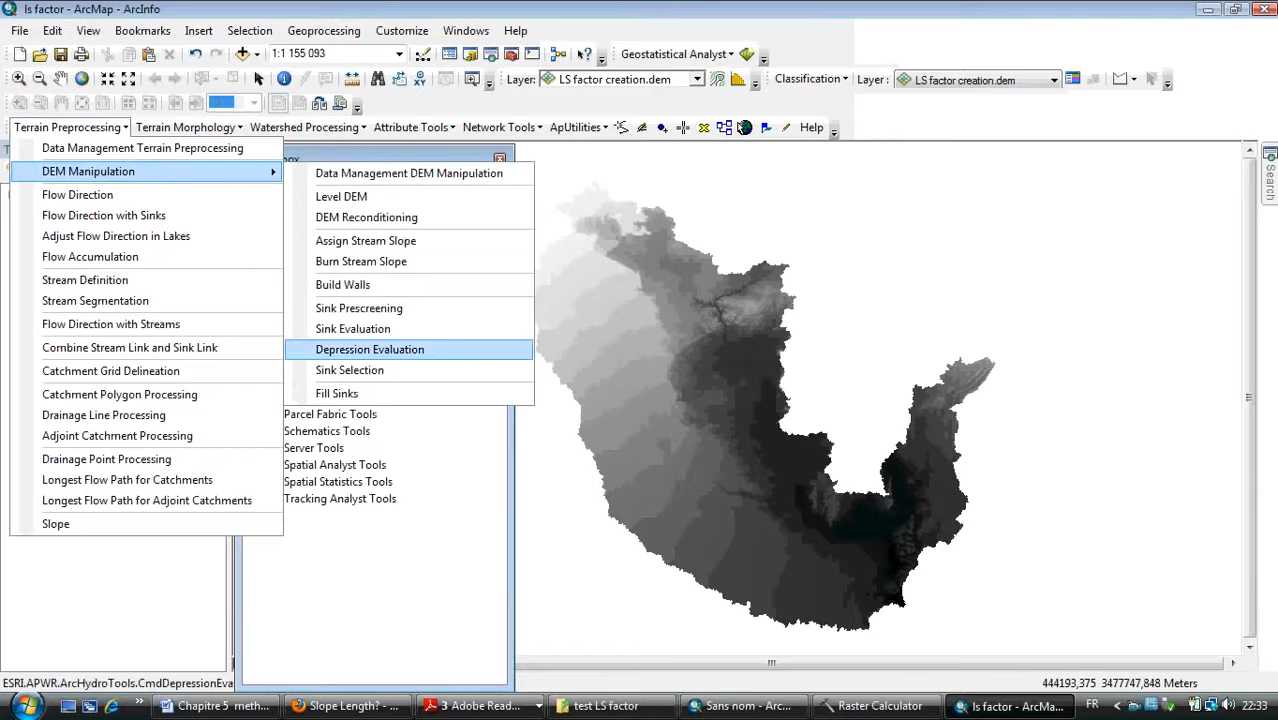 ls factor - ArcMap - ArcInfo
File Edit View Bookmarks Insert Selection Geoprocessing Customize Windows Help
1:1 155 093 Geostatistical Analyst
Layer: LS factor creation.dem Classification Layer : LS factor creation.dem
Terrain Preprocessing Terrain Morphology Watershed Processing Attribute Tools Network Tools ApUtilities Help
Data Management Terrain Preprocessing
DEM Manipulation
Flow Direction
Flow Direction with Sinks
Adjust Flow Direction in Lakes
Flow Accumulation
Stream Definition
Stream Segmentation
Flow Direction with Streams
Combine Stream Link and Sink Link
Catchment Grid Delineation
Catchment Polygon Processing
Drainage Line Processing
Adjoint Catchment Processing
Drainage Point Processing
Longest Flow Path for Catchments
Longest Flow Path for Adjoint Catchments
Slope
Data Management DEM Manipulation
Level DEM
DEM Reconditioning
Assign Stream Slope
Burn Stream Slope
Build Walls
Sink Prescreening
Sink Evaluation
Depression Evaluation
Sink Selection
Fill Sinks
Parcel Fabric Tools
Schematics Tools
Server Tools
Spatial Analyst Tools
Spatial Statistics Tools
Tracking Analyst Tools
Search
ESRI.APWR.ArcHydroTools.CmdDepressionEva
444193,375 3477747,848 Meters
Chapitre 5 meth... Slope Length? - ... 3 Adobe Read... test LS factor Sans nom - Arc... Raster Calculator ls factor - ArcM... FR 22:33